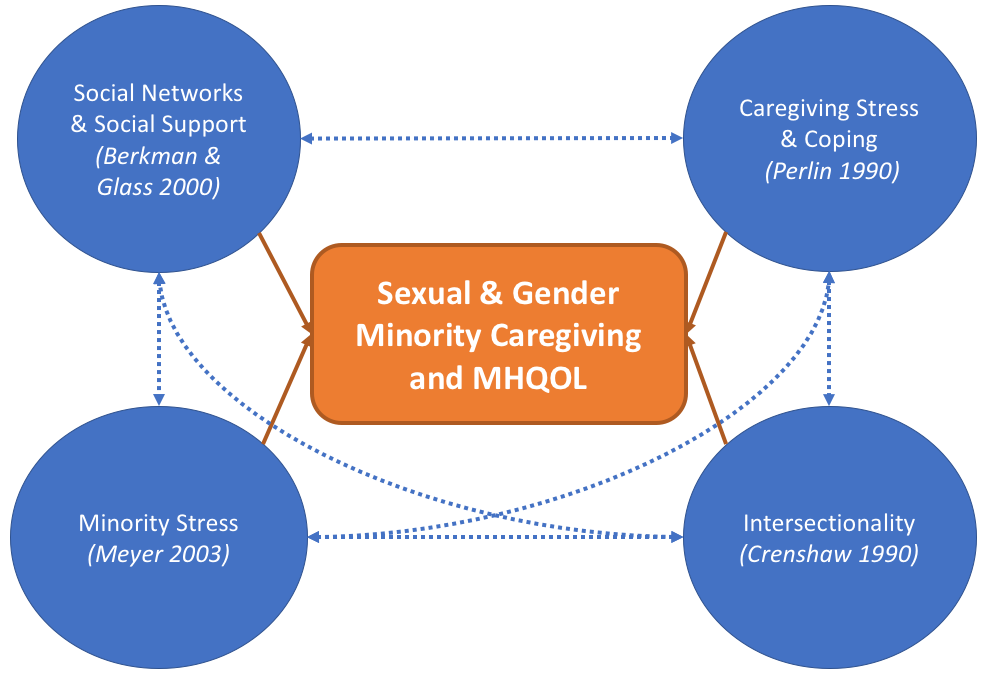 Social Networks
& Social Support
(Berkman &
Glass 2000)
Caregiving Stress
& Coping
(Perlin 1990)
Sexual & Gender
Minority Caregiving
and MHQOL
Minority Stress
(Meyer 2003)
Intersectionality
(Crenshaw 1990)